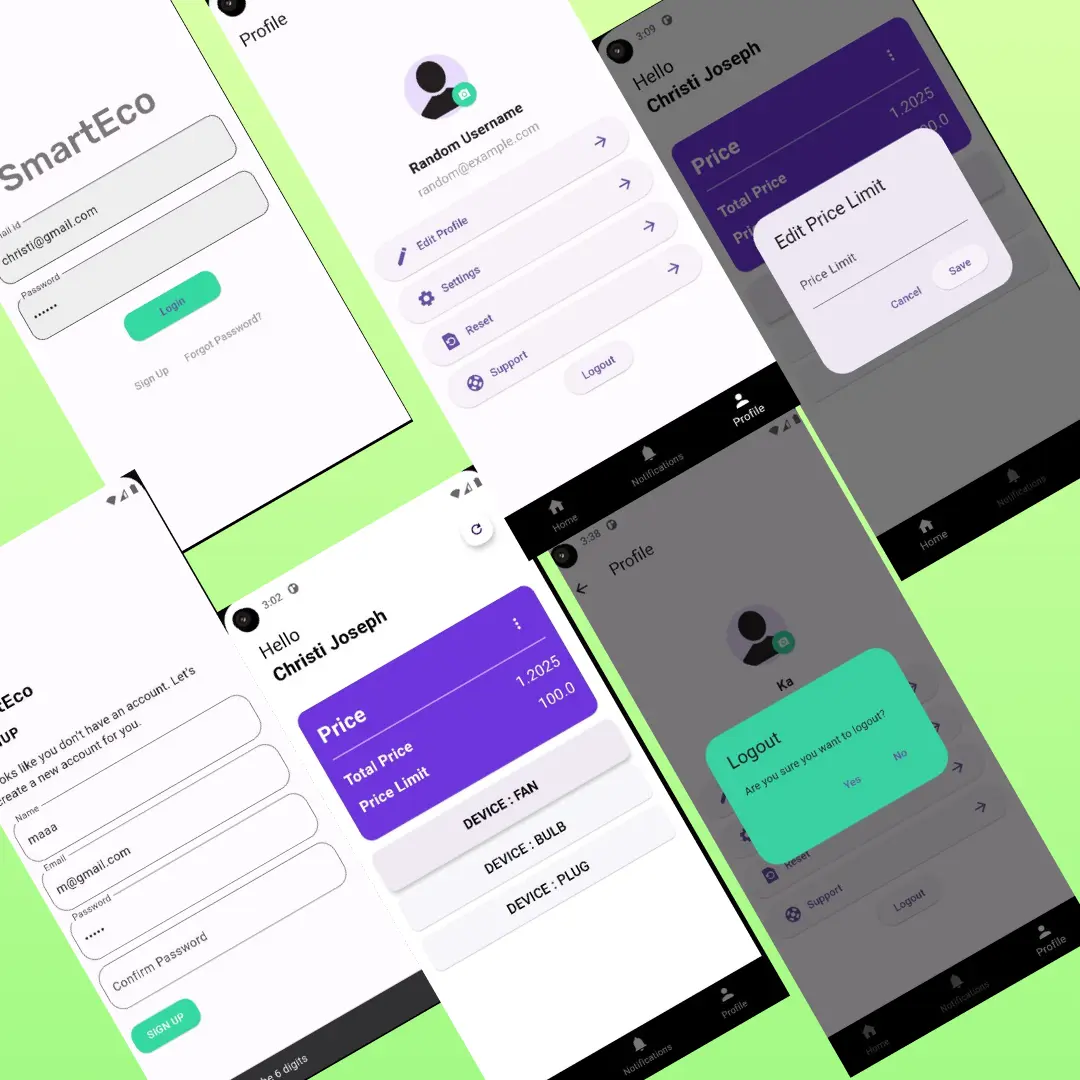 SmartEco
ail Id
christi@gmail.com
Password
••••••
Login
Sign Up
Forgot Password?
Profile
Random Username
random@example.com
Edit Profile
Settings
Reset
Support
Logout
Home
Notifications
Profile
3:09
Hello
Christi Joseph
Price
Total Price
1.2025
Pri
00.0
Edit Price Limit
Price Limit
Cancel
Save
Home
Notifications
rtEco
UP
oks like you don't have an account. Let's
create a new account for you.
Name
maaa
Email
m@gmail.com
Password
•••••
Confirm Password
SIGN UP
he 6 digits
3:02
Hello
Christi Joseph
Price
Total Price
1.2025
Price Limit
100.0
DEVICE : FAN
DEVICE : BULB
DEVICE : PLUG
Notifications
Profile
3:38
Profile
Ka
Logout
Are you sure you want to logout?
Yes
No
Reset
Support
Logout
Home
Notifications
Profile